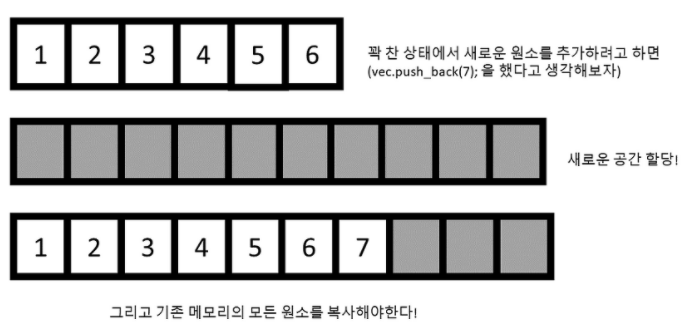 1 2 3 4 5 6
꽉 찬 상태에서 새로운 원소를 추가하려고 하면
(vec.push_back(7); 을 했다고 생각해보자)
새로운 공간 할당!
1 2 3 4 5 6 7
그리고 기존 메모리의 모든 원소를 복사해야한다!